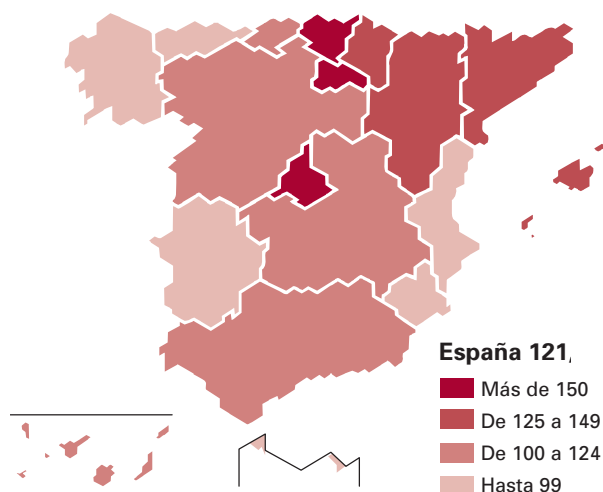 España 121,
Más de 150
De 125 a 149
De 100 a 124
Hasta 99